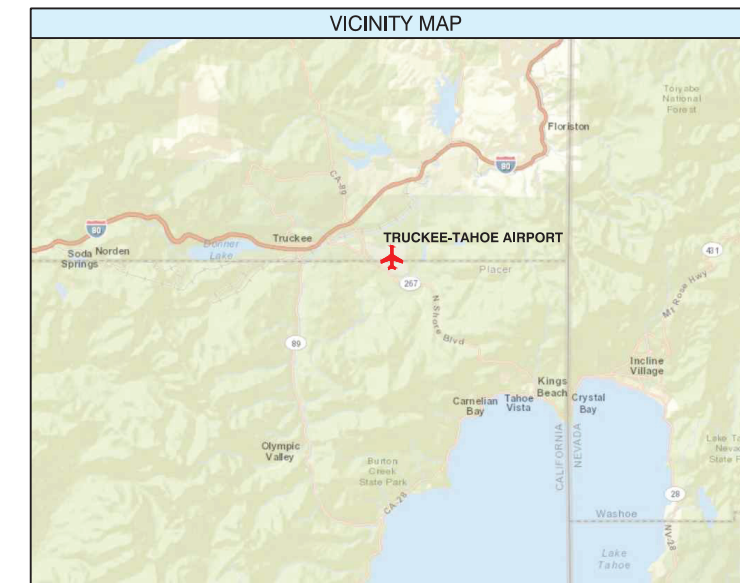 VICINITY MAP
Toiyabe
National
Forest
Floriston
80
CA-89
80
Truckee
TRUCKEE-TAHOE AIRPORT
Donner
Lake
Soda
Springs
Norden
Placer
431
267
Mt Rose Hwy
N Shore Blvd
89
Incline
Village
Kings
Beach
Crystal
Bay
Carnelian
Bay
Tahoe
Vista
CALIFORNIA
NEVADA
Olympic
Valley
Burton
Creek
State Park
Lake Ta
Neva
State P
28
CA-28
Washoe
NV-28
Lake
Tahoe